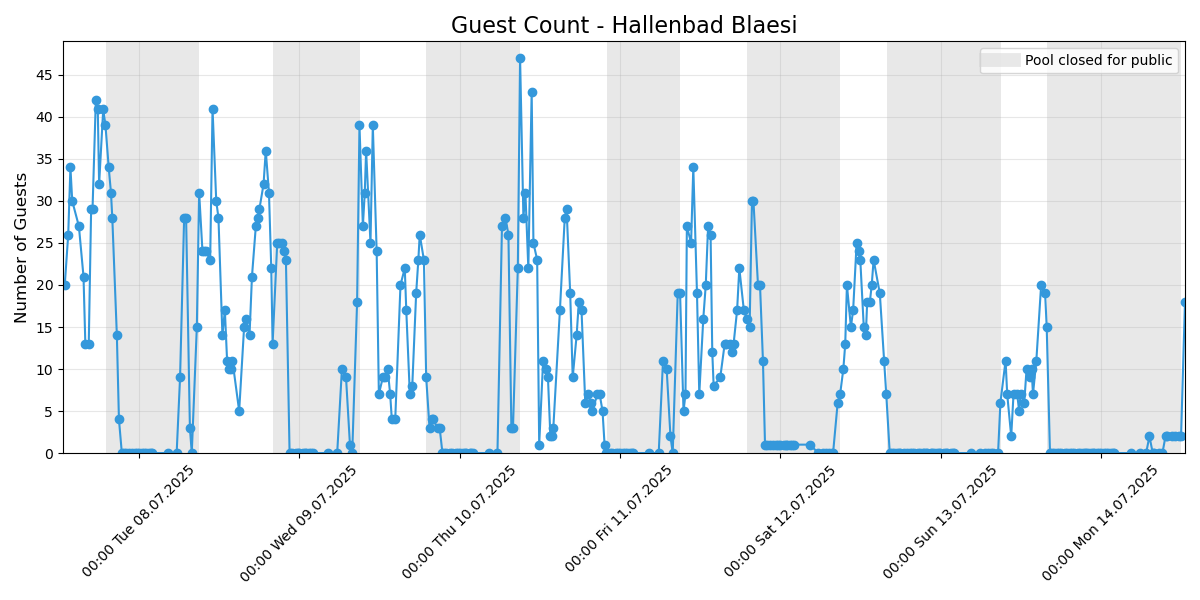 Guest Count - Hallenbad Blaesi
Pool closed for public
Number of Guests
45
40
35
30
25
20
15
10
5
0
00:00 Tue 08.07.2025
00:00 Wed 09.07.2025
00:00 Thu 10.07.2025
00:00 Fri 11.07.2025
00:00 Sat 12.07.2025
00:00 Sun 13.07.2025
00:00 Mon 14.07.2025